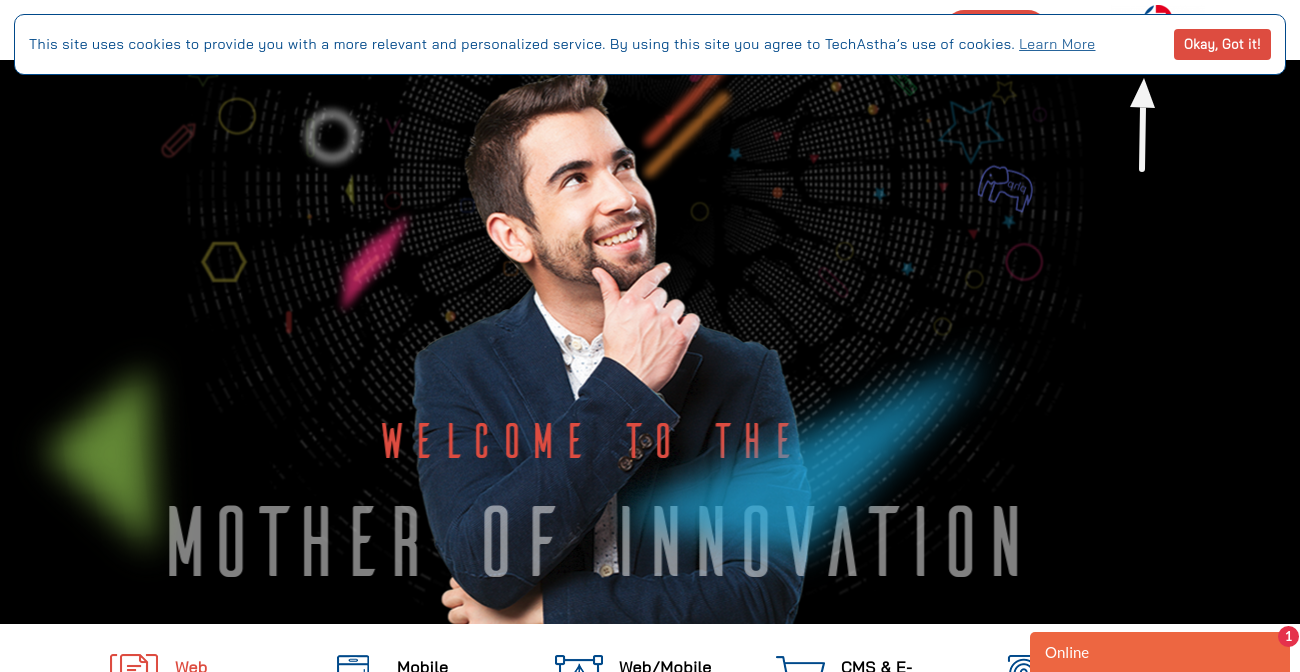 This site uses cookies to provide you with a more relevant and personalized service. By using this site you agree to TechAstha’s use of cookies. Learn More
Okay, Got it!
WELCOME TO THE
MOTHER OF INNOVATION
Web
Mobile
Web/Mobile
CMS & E-
Online
1